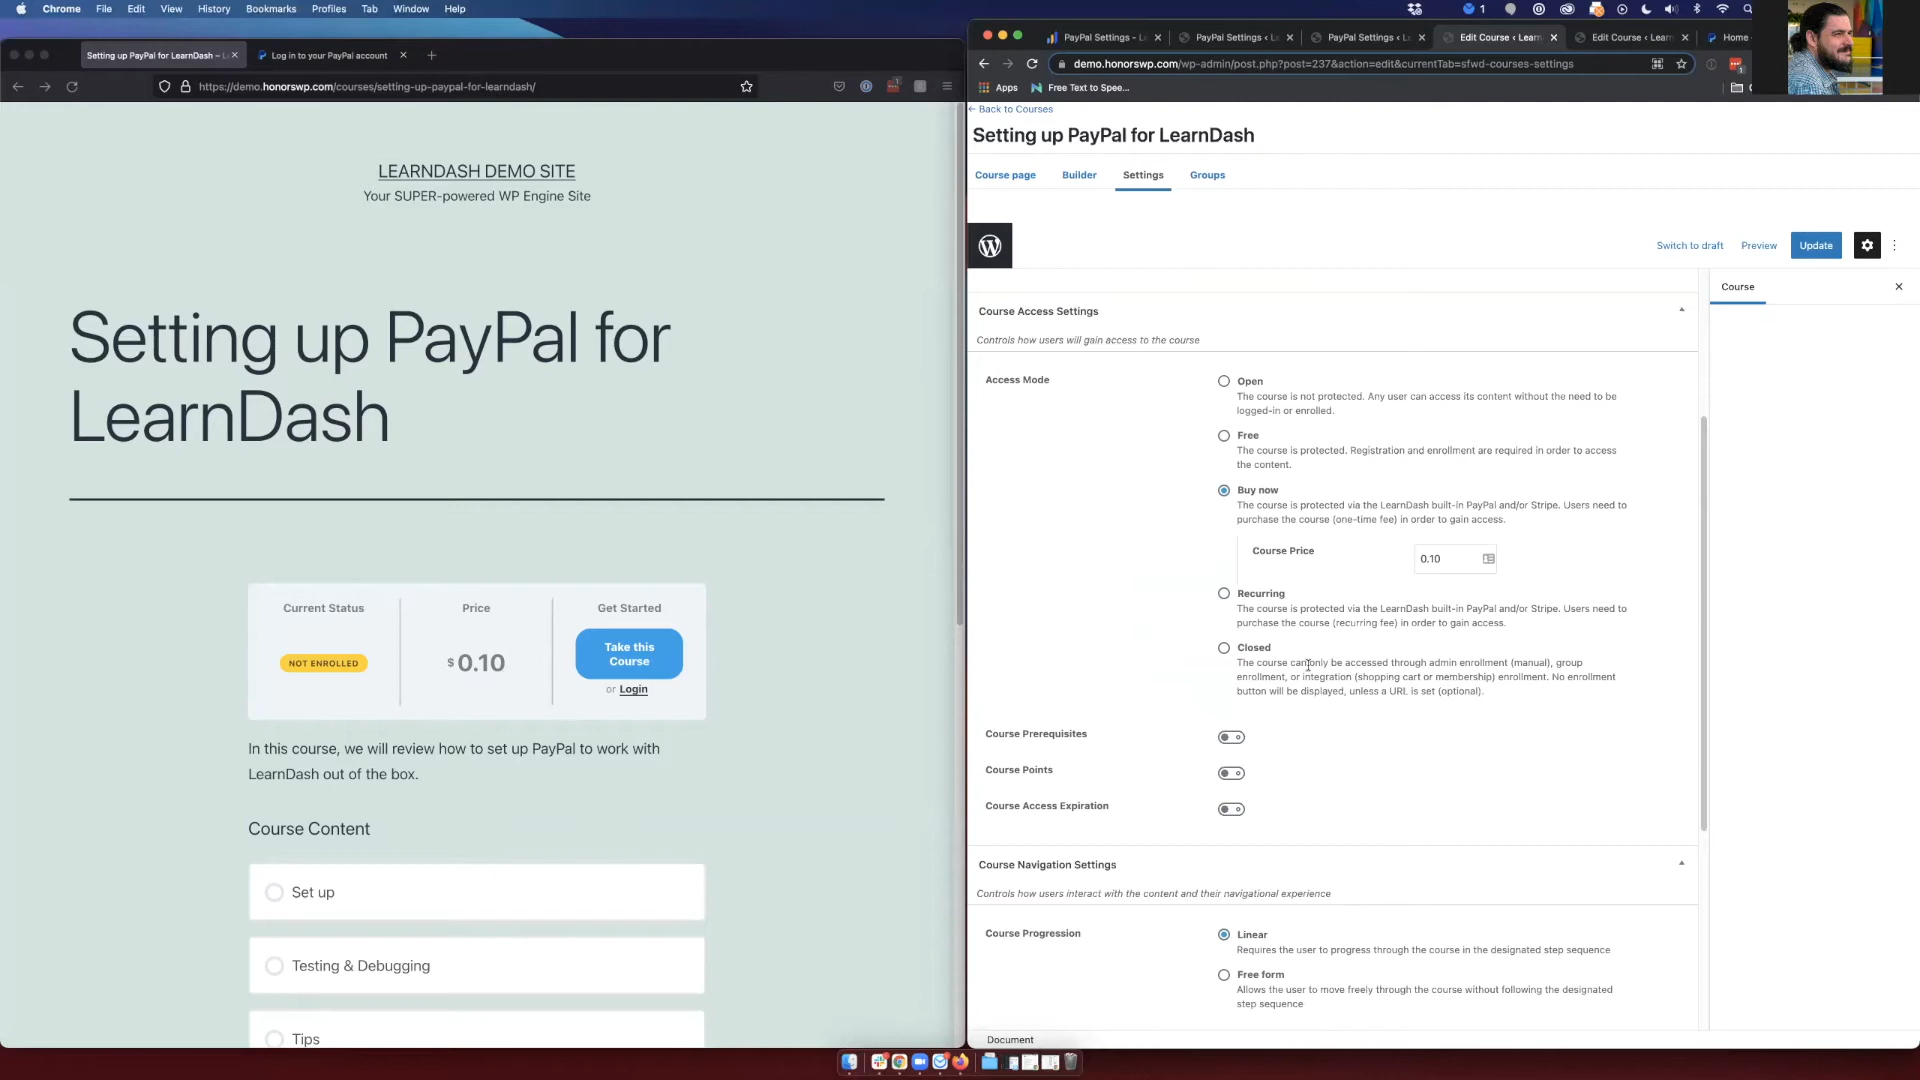 Chrome File Edit View History Bookmarks Profiles Tab Window Help
1
Setting up PayPal for LearnDash – L
Log in to your PayPal account
https://demo.honorswp.com/courses/setting-up-paypal-for-learndash/
LEARNDASH DEMO SITE
Your SUPER-powered WP Engine Site
Setting up PayPal for
LearnDash
Current Status
Price
Get Started
NOT ENROLLED
$0.10
Take this
Course
or Login
In this course, we will review how to set up PayPal to work with
LearnDash out of the box.
Course Content
Set up
Testing & Debugging
Tips
PayPal Settings - L
PayPal Settings ‹ L
PayPal Settings ‹ L
Edit Course ‹ Learn
Edit Course ‹ Learn
Home
demo.honorswp.com/wp-admin/post.php?post=237&action=edit&currentTab=sfwd-courses-settings
Apps
Free Text to Spee...
← Back to Courses
Setting up PayPal for LearnDash
Course page Builder Settings Groups
Switch to draft Preview Update
Course
Course Access Settings
Controls how users will gain access to the course
Access Mode
Open
The course is not protected. Any user can access its content without the need to be
logged-in or enrolled.
Free
The course is protected. Registration and enrollment are required in order to access
the content.
Buy now
The course is protected via the LearnDash built-in PayPal and/or Stripe. Users need to
purchase the course (one-time fee) in order to gain access.
Course Price
0.10
Recurring
The course is protected via the LearnDash built-in PayPal and/or Stripe. Users need to
purchase the course (recurring fee) in order to gain access.
Closed
The course can only be accessed through admin enrollment (manual), group
enrollment, or integration (shopping cart or membership) enrollment. No enrollment
button will be displayed, unless a URL is set (optional).
Course Prerequisites
Course Points
Course Access Expiration
Course Navigation Settings
Controls how users interact with the content and their navigational experience
Course Progression
Linear
Requires the user to progress through the course in the designated step sequence
Free form
Allows the user to move freely through the course without following the designated
step sequence
Document